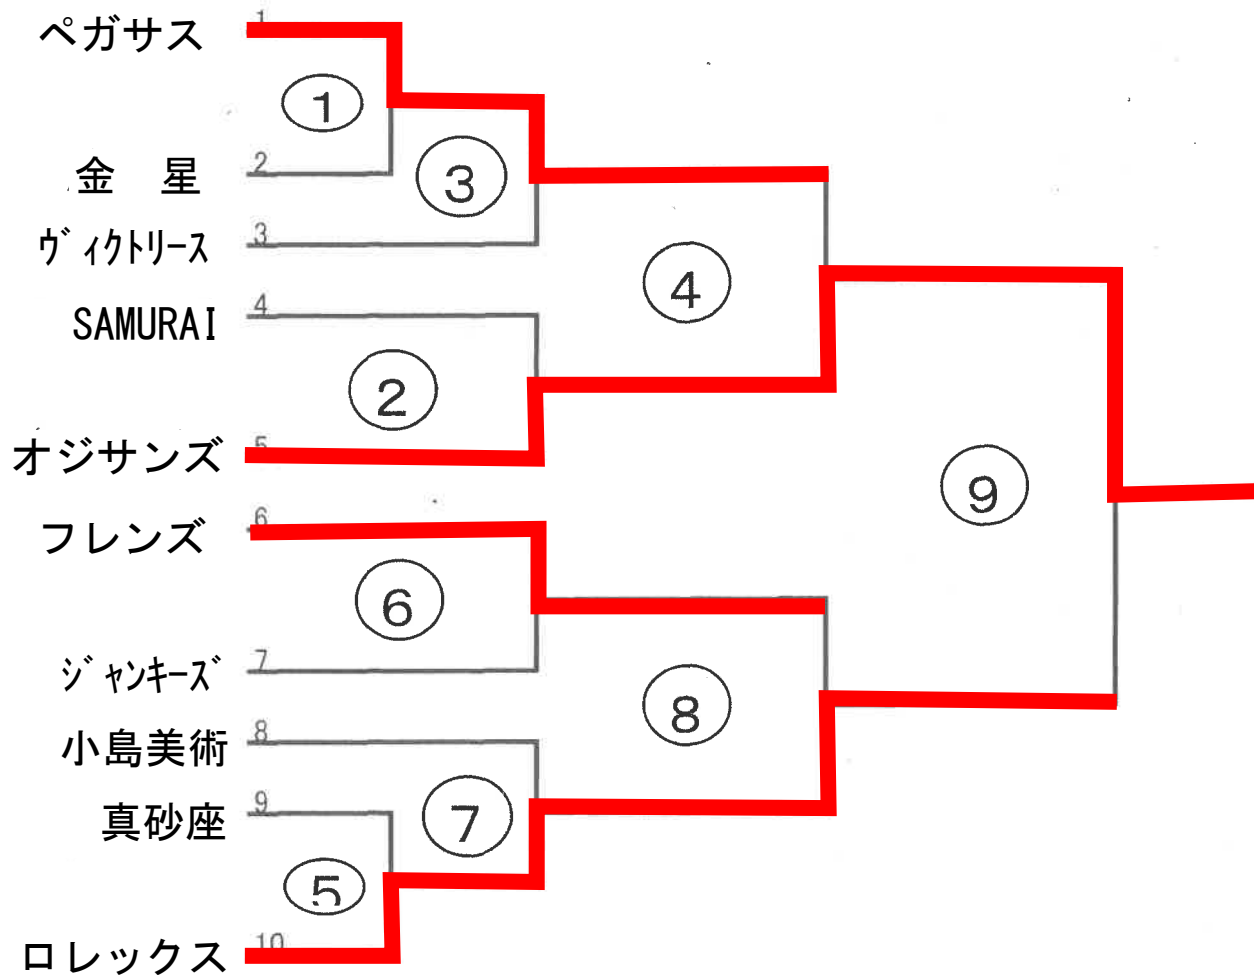 ペガサス 1
①
金　星 2
③
ヴィクトリース 3
④
SAMURAI 4
②
オジサンズ 5
⑨
フレンズ 6
⑥
ジャンキーズ 7
⑧
小島美術 8
真砂座 9
⑦
⑤
ロレックス 10